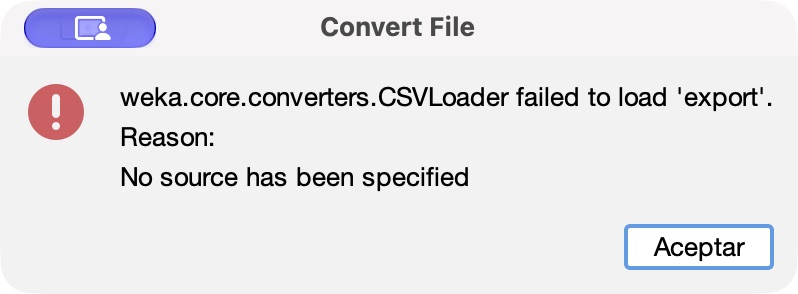 Convert File
weka.core.converters.CSVLoader failed to load 'export'.
Reason:
No source has been specified
Aceptar